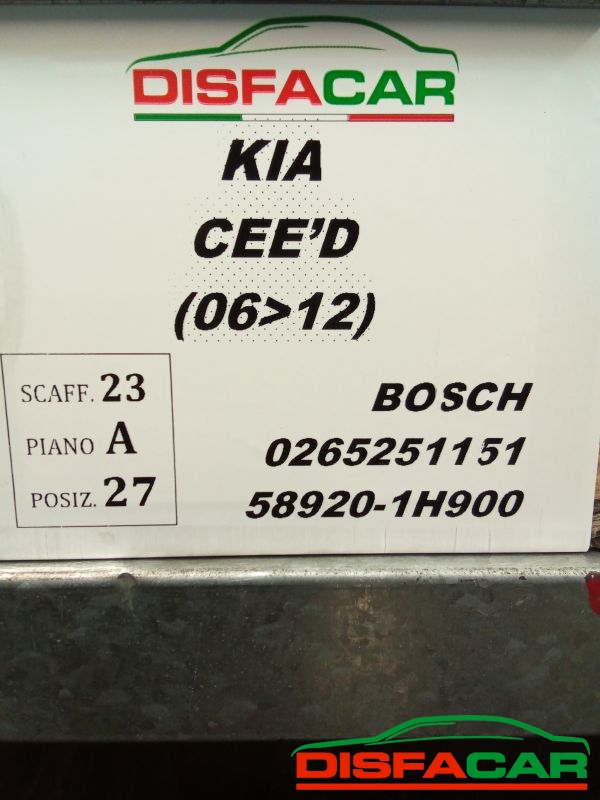 DISFACAR
KIA
CEE'D
(06>12)
SCAFF. 23
PIANO A
POSIZ. 27
BOSCH
0265251151
58920-1H900
DISFACAR